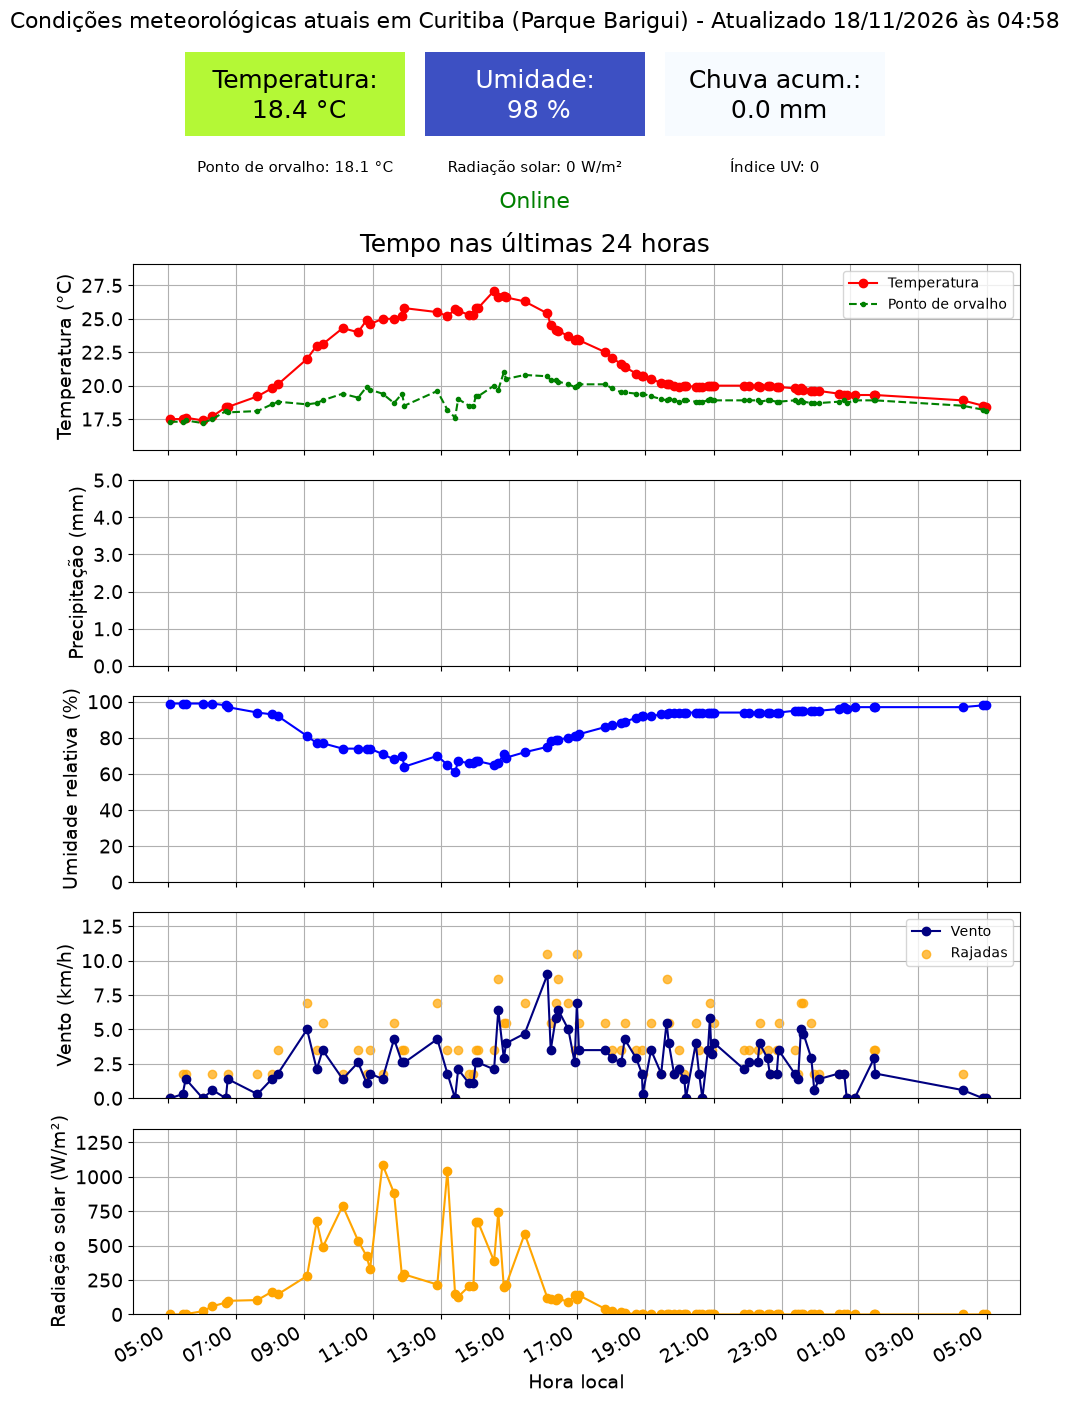 Condições meteorológicas atuais em Curitiba (Parque Barigui) - Atualizado 18/11/2026 às 04:58
Temperatura:
18.4 °C
Umidade:
98 %
Chuva acum.:
0.0 mm
Ponto de orvalho: 18.1 °C
Radiação solar: 0 W/m²
Índice UV: 0
Online
Tempo nas últimas 24 horas
Temperatura (°C)
27.5
25.0
22.5
20.0
17.5
Temperatura
Ponto de orvalho
Precipitação (mm)
5.0
4.0
3.0
2.0
1.0
0.0
Umidade relativa (%)
100
80
60
40
20
0
Vento (km/h)
12.5
10.0
7.5
5.0
2.5
0.0
Vento
Rajadas
Radiação solar (W/m²)
1250
1000
750
500
250
0
05:00
07:00
09:00
11:00
13:00
15:00
17:00
19:00
21:00
23:00
01:00
03:00
05:00
Hora local